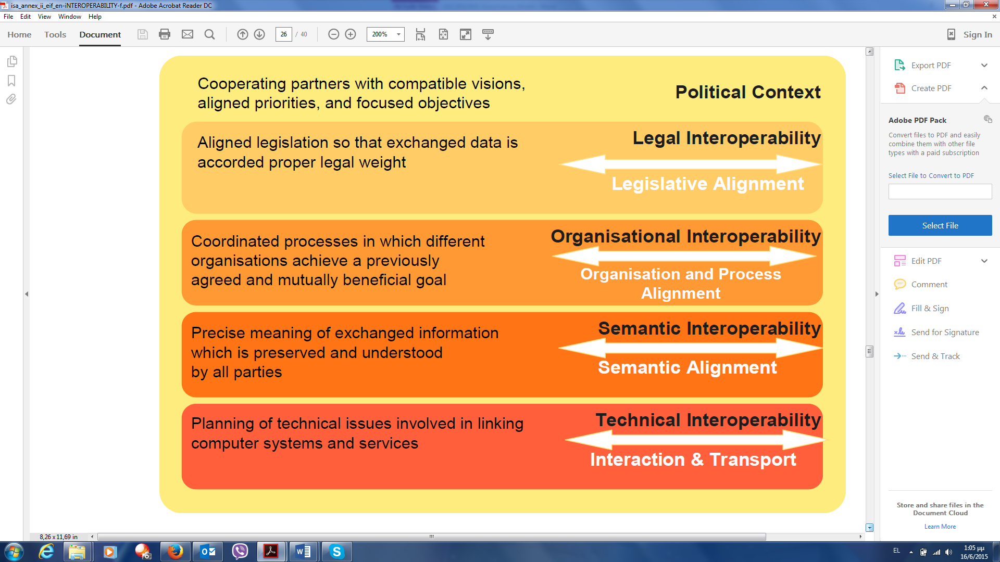 isa_annex_ii_eif_en-iNTEROPERABILITY-f.pdf - Adobe Acrobat Reader DC
File Edit View Window Help
Home Tools Document 26 / 40 200% Sign In
Cooperating partners with compatible visions,
aligned priorities, and focused objectives
Political Context
Aligned legislation so that exchanged data is
accorded proper legal weight
Legal Interoperability
Legislative Alignment
Coordinated processes in which different
organisations achieve a previously
agreed and mutually beneficial goal
Organisational Interoperability
Organisation and Process
Alignment
Precise meaning of exchanged information
which is preserved and understood
by all parties
Semantic Interoperability
Semantic Alignment
Planning of technical issues involved in linking
computer systems and services
Technical Interoperability
Interaction & Transport
Export PDF
Create PDF
Adobe PDF Pack
Convert files to PDF and easily
combine them with other file
types with a paid subscription
Select File to Convert to PDF
Select File
Edit PDF
Comment
Fill & Sign
Send for Signature
Send & Track
Store and share files in the
Document Cloud
Learn More
8,26 x 11,69 in
EL
1:05 μμ
16/6/2015